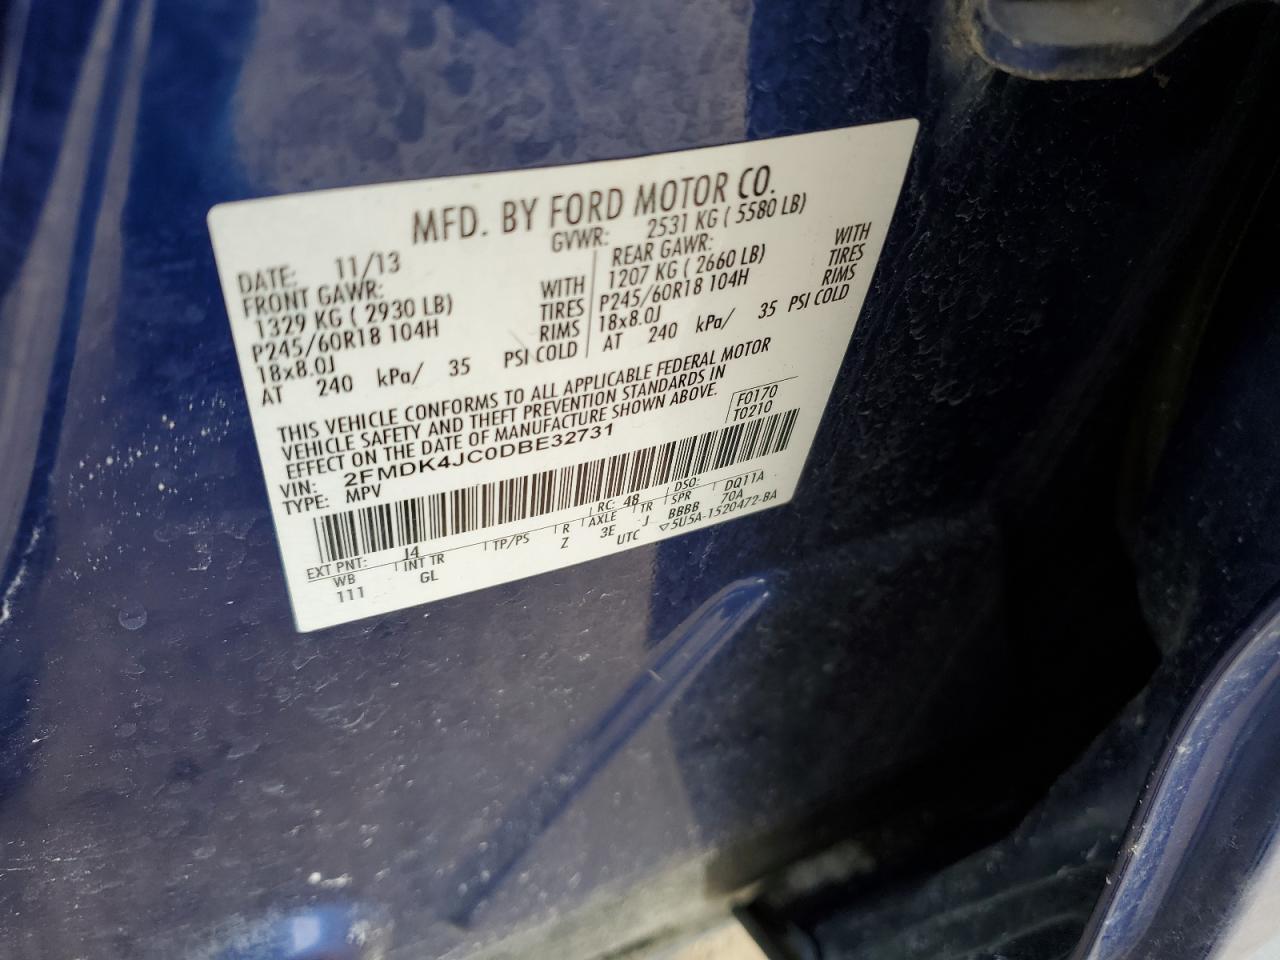 MFD. BY FORD MOTOR CO.
DATE: 11/13 GVWR: 2531 KG ( 5580 LB)
FRONT GAWR: REAR GAWR:
1329 KG ( 2930 LB) WITH 1207 KG ( 2660 LB) WITH
P245/60R18 104H TIRES P245/60R18 104H TIRES
18x8.0J RIMS 18x8.0J RIMS
AT 240 kPa/ 35 PSI COLD AT 240 kPa/ 35 PSI COLD
THIS VEHICLE CONFORMS TO ALL APPLICABLE FEDERAL MOTOR
VEHICLE SAFETY AND THEFT PREVENTION STANDARDS IN
EFFECT ON THE DATE OF MANUFACTURE SHOWN ABOVE.
VIN: 2FMDK4JC0DBE32731 F0170
TYPE: MPV T0210
EXT PNT: J4 RC: 48 DSO:
WB INT TR TP/PS R AXLE TR SPR DQ11A
111 GL Z 3E J BBBB 70A
UTC ▽5U5A-1520472-BA